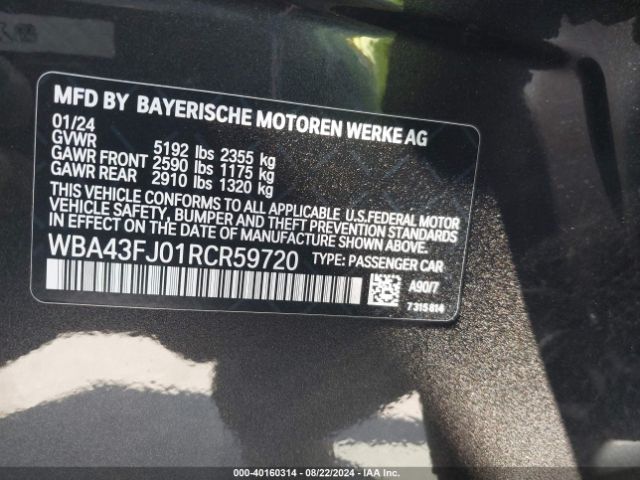 MFD BY BAYERISCHE MOTOREN WERKE AG
01/24
GVWR 5192 lbs 2355 kg
GAWR FRONT 2590 lbs 1175 kg
GAWR REAR 2910 lbs 1320 kg
THIS VEHICLE CONFORMS TO ALL APPLICABLE U.S.FEDERAL MOTOR
VEHICLE SAFETY, BUMPER AND THEFT PREVENTION STANDARDS
IN EFFECT ON THE DATE OF MANUFACTURE SHOWN ABOVE.
WBA43FJ01RCR59720 TYPE: PASSENGER CAR
A90/7
7315814
000-40160314 - 08/22/2024 - IAA Inc.